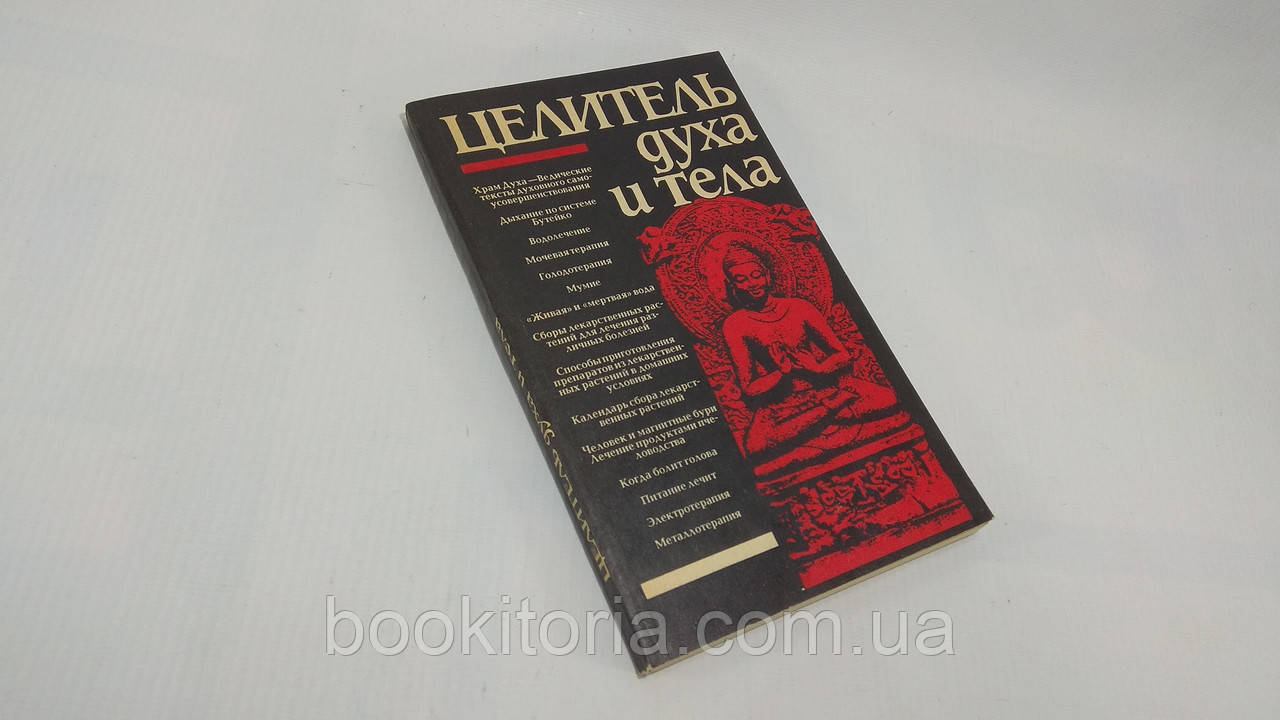 ЦЕЛИТЕЛЬ
духа
и тела
Храм Духа—Ведические
тексты духовного само-
усовершенствования
Дыхание по системе
Бутейко
Водолечение
Мочевая терапия
Голодотерапия
Мумие
«Живая» и «мертвая» вода
Сборы лекарственных рас-
тений для лечения раз-
личных болезней
Способы приготовления
препаратов из лекарствен-
ных растений в домашних
условиях
Календарь сбора лекарст-
венных растений
Человек и магнитные бури
Лечение продуктами пче-
ловодства
Когда болит голова
Питание лечит
Электротерапия
Металлотерапия
ЦЕЛИТЕЛЬ духа и тела
bookitoria.com.ua